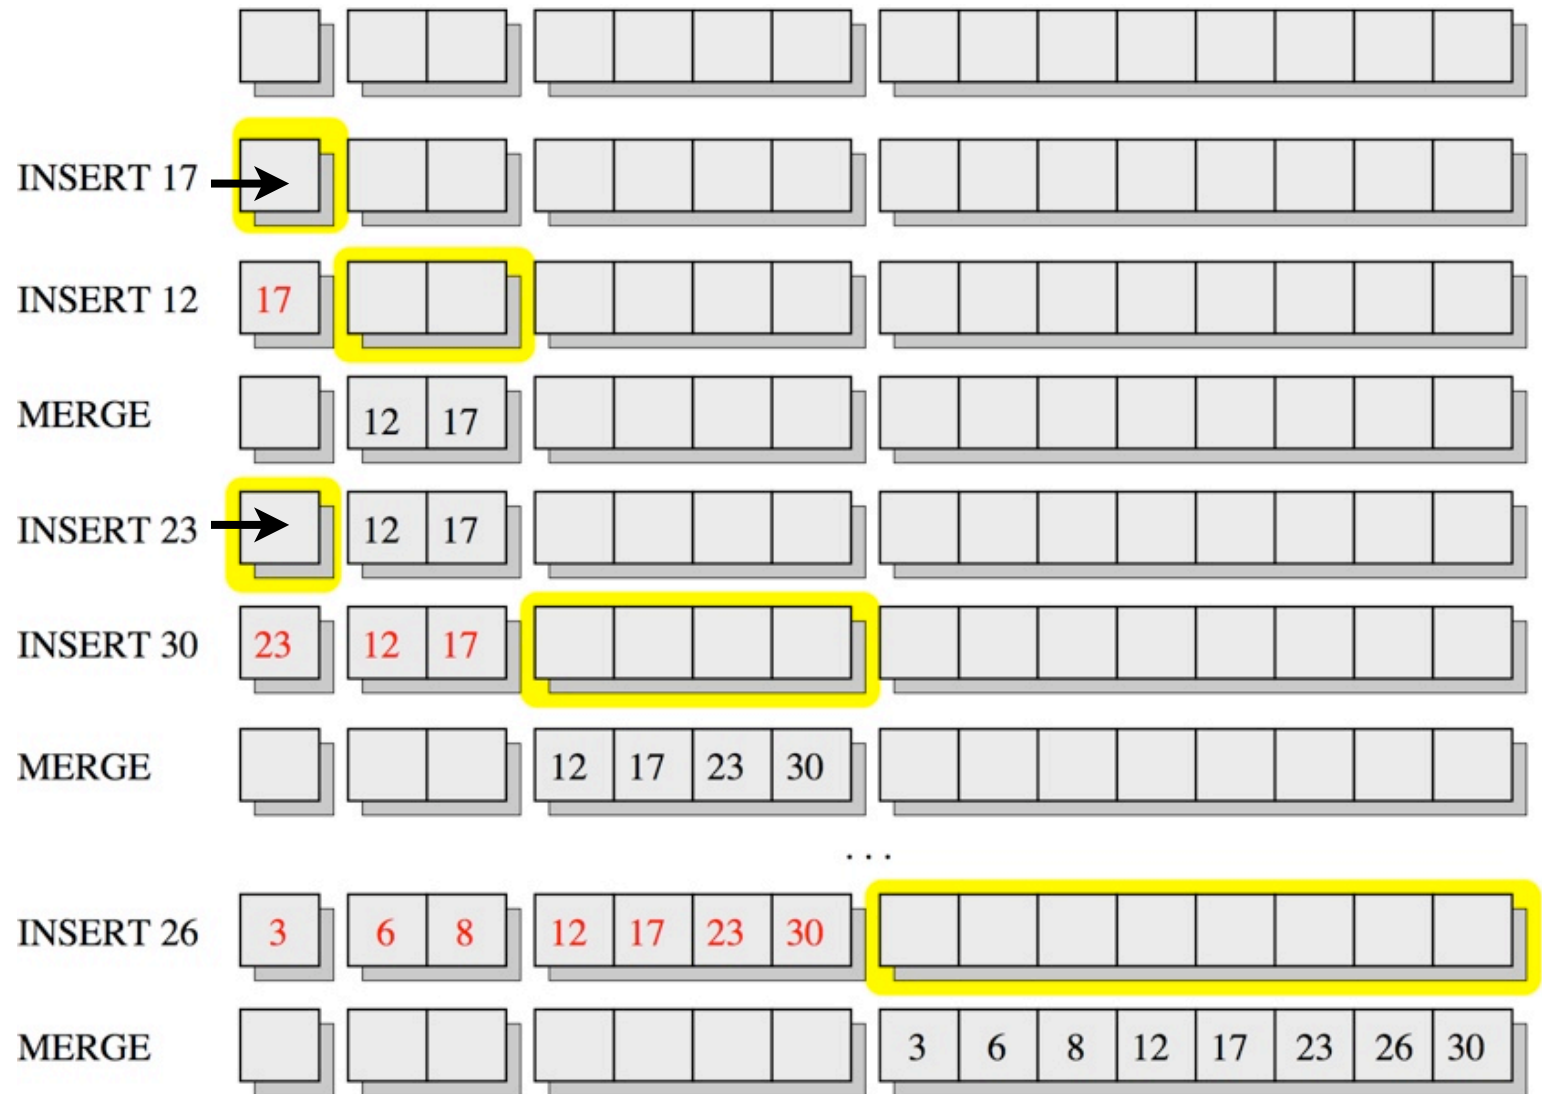 INSERT 17
INSERT 12 17
MERGE 12 17
INSERT 23 12 17
INSERT 30 23 12 17
MERGE 12 17 23 30
. . .
INSERT 26 3 6 8 12 17 23 30
MERGE 3 6 8 12 17 23 26 30